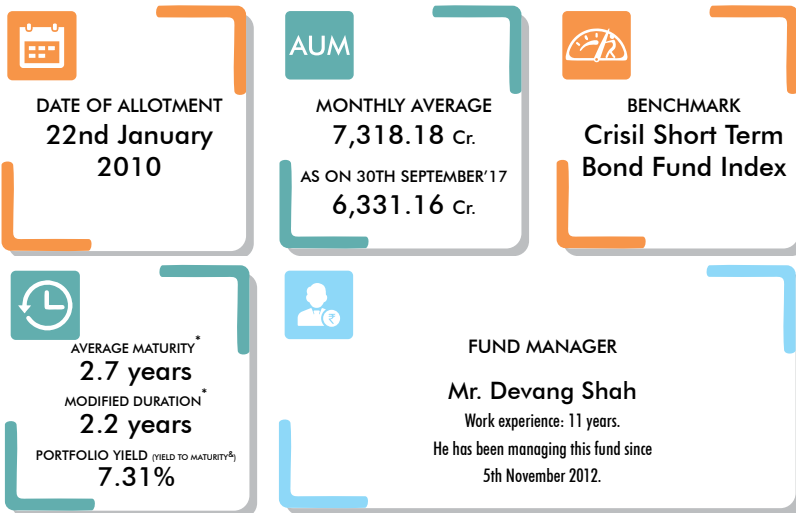 DATE OF ALLOTMENT
22nd January
2010
AUM
MONTHLY AVERAGE
7,318.18 Cr.
AS ON 30TH SEPTEMBER'17
6,331.16 Cr.
BENCHMARK
Crisil Short Term
Bond Fund Index
AVERAGE MATURITY*
2.7 years
MODIFIED DURATION*
2.2 years
PORTFOLIO YIELD (YIELD TO MATURITY&)
7.31%
₹
FUND MANAGER
Mr. Devang Shah
Work experience: 11 years.
He has been managing this fund since
5th November 2012.